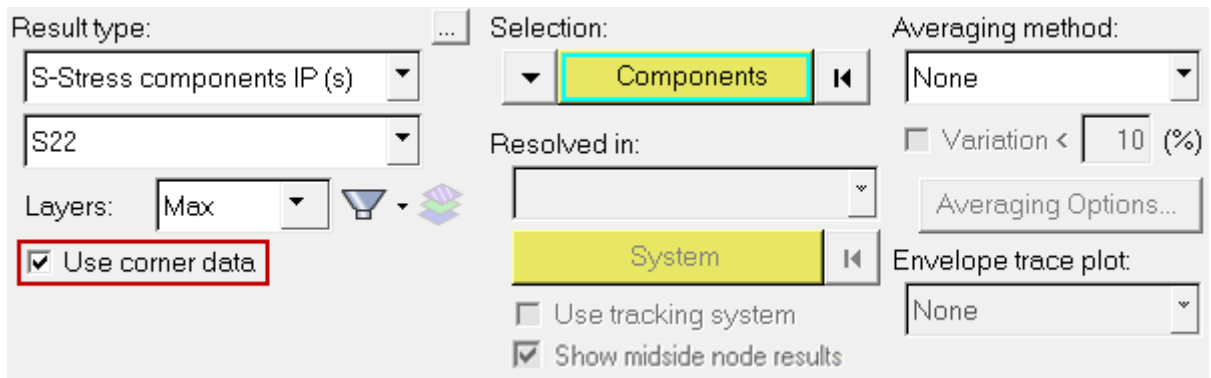 Result type:
...
S-Stress components IP (s)
S22
Layers:
Max
Use corner data
Selection:
Components
Resolved in:
System
Use tracking system
Show midside node results
Averaging method:
None
Variation < 10 (%)
Averaging Options...
Envelope trace plot:
None